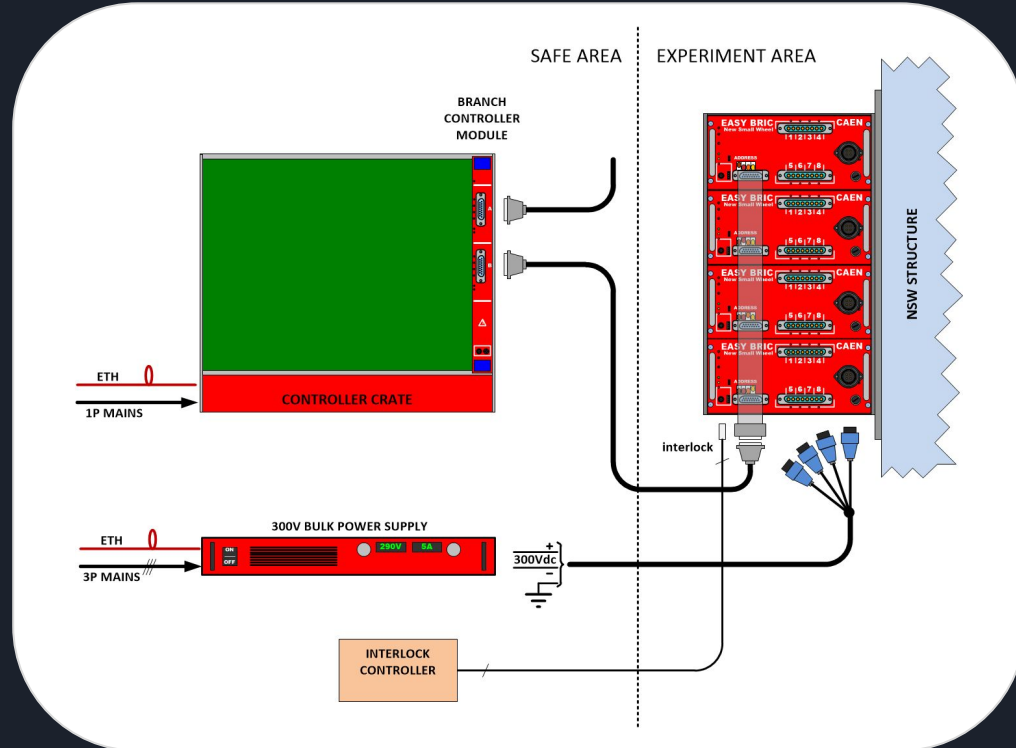 SAFE AREA
EXPERIMENT AREA
BRANCH
CONTROLLER
MODULE
EASY BRIC
New Small Wheel
CAEN
1 2 3 4
ADDRESS
5 6 7 8
EASY BRIC
New Small Wheel
CAEN
1 2 3 4
ADDRESS
5 6 7 8
EASY BRIC
New Small Wheel
CAEN
1 2 3 4
ADDRESS
5 6 7 8
EASY BRIC
New Small Wheel
CAEN
1 2 3 4
ADDRESS
5 6 7 8
NSW STRUCTURE
ETH
1P MAINS
CONTROLLER CRATE
interlock
300V BULK POWER SUPPLY
ETH
3P MAINS
ON
OFF
290V
5A
+
300Vdc
−
INTERLOCK
CONTROLLER